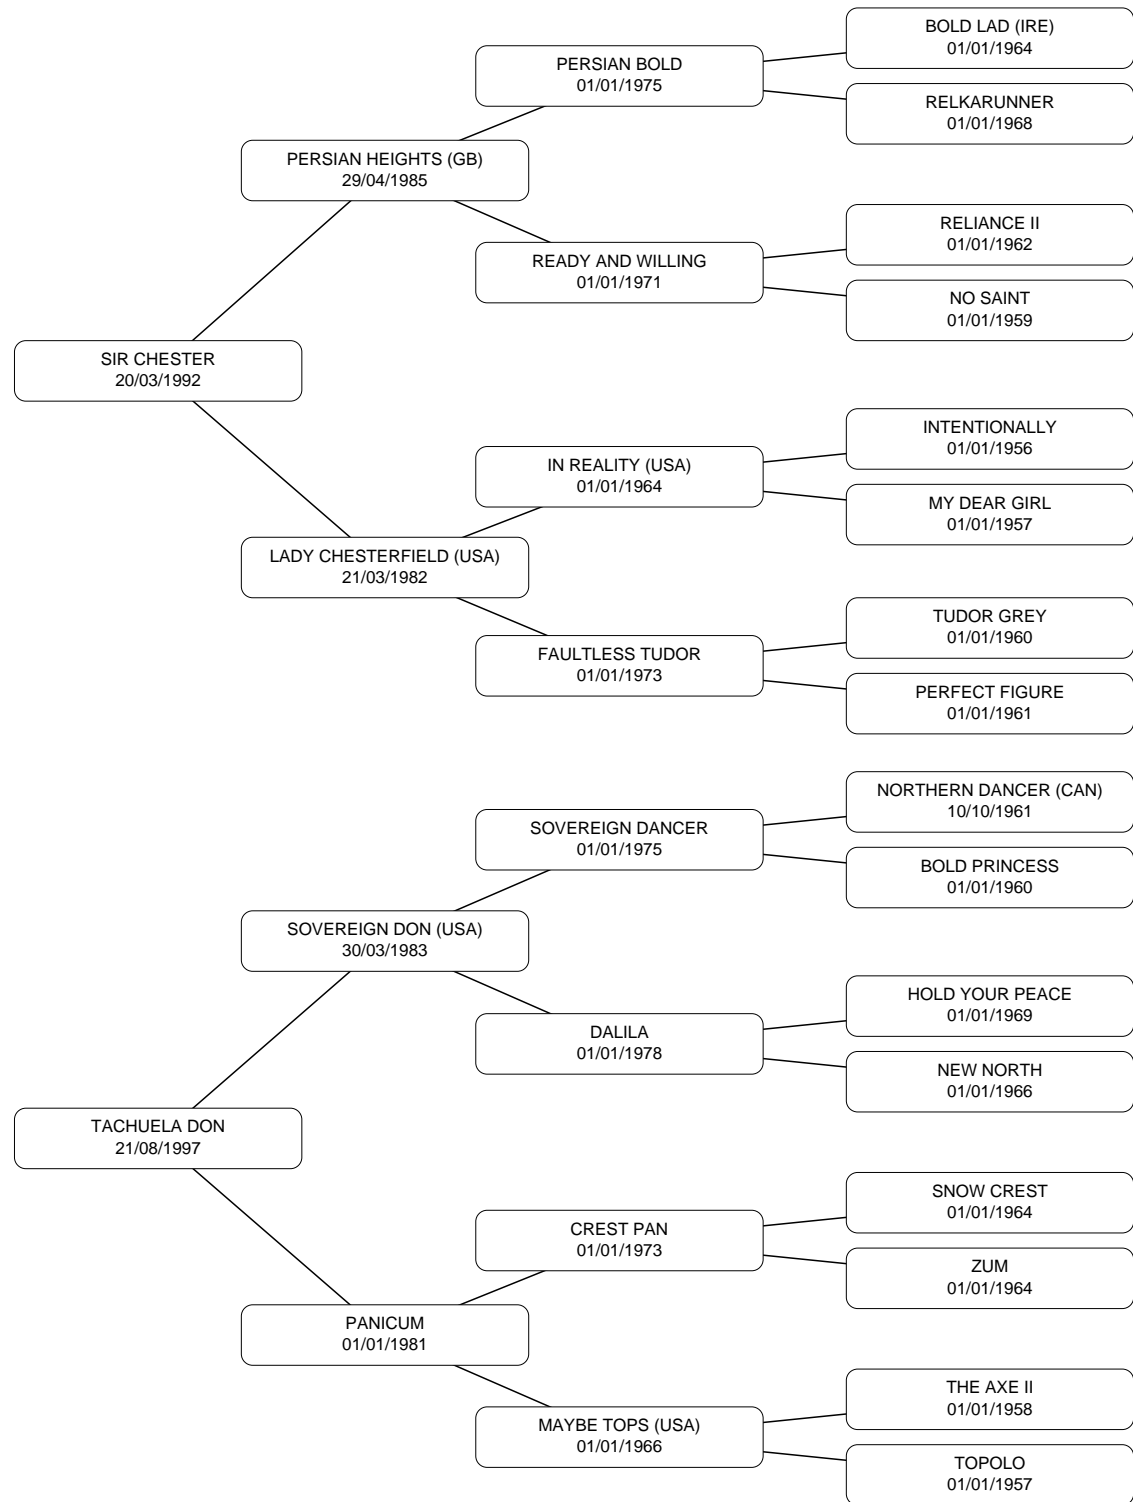 BOLD LAD (IRE)
01/01/1964
PERSIAN BOLD
01/01/1975
RELKARUNNER
01/01/1968
PERSIAN HEIGHTS (GB)
29/04/1985
RELIANCE II
01/01/1962
READY AND WILLING
01/01/1971
NO SAINT
01/01/1959
SIR CHESTER
20/03/1992
INTENTIONALLY
01/01/1956
IN REALITY (USA)
01/01/1964
MY DEAR GIRL
01/01/1957
LADY CHESTERFIELD (USA)
21/03/1982
TUDOR GREY
01/01/1960
FAULTLESS TUDOR
01/01/1973
PERFECT FIGURE
01/01/1961
NORTHERN DANCER (CAN)
10/10/1961
SOVEREIGN DANCER
01/01/1975
BOLD PRINCESS
01/01/1960
SOVEREIGN DON (USA)
30/03/1983
HOLD YOUR PEACE
01/01/1969
DALILA
01/01/1978
NEW NORTH
01/01/1966
TACHUELA DON
21/08/1997
SNOW CREST
01/01/1964
CREST PAN
01/01/1973
ZUM
01/01/1964
PANICUM
01/01/1981
THE AXE II
01/01/1958
MAYBE TOPS (USA)
01/01/1966
TOPOLO
01/01/1957